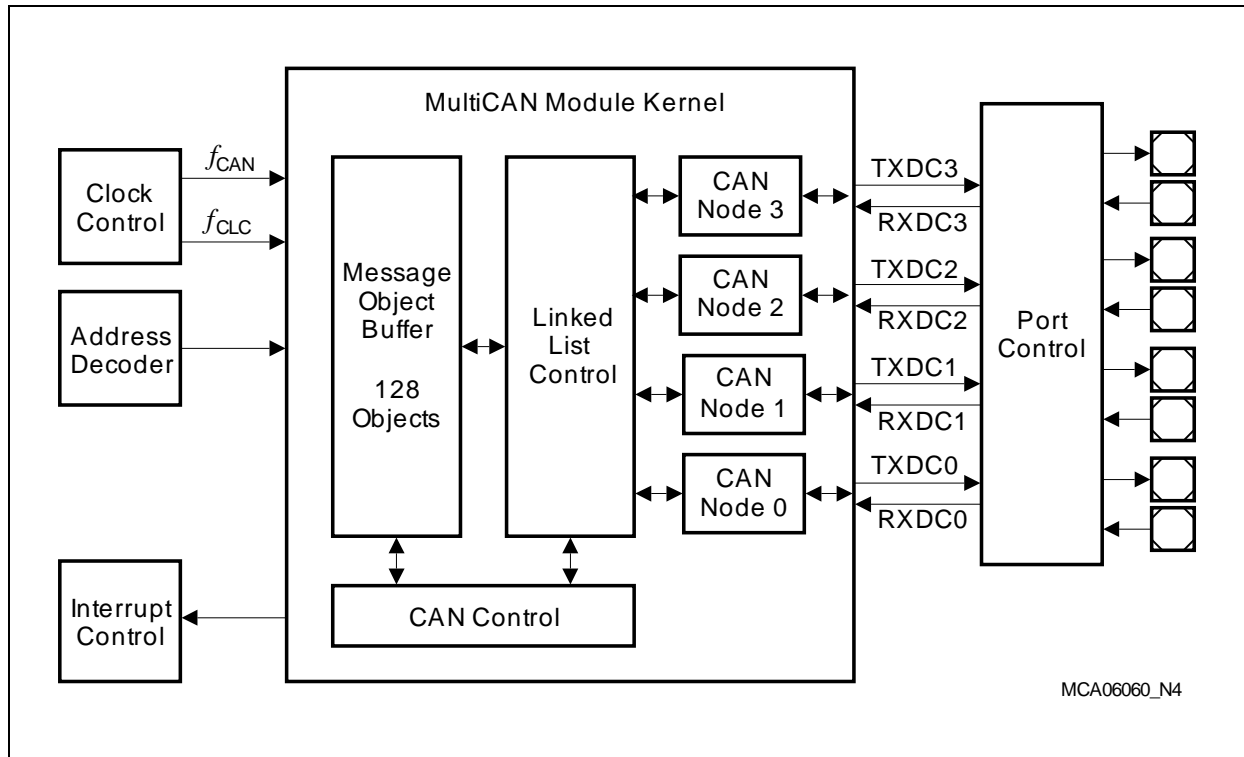 MultiCAN Module Kernel
Clock
Control
fCAN
fCLC
Address
Decoder
Interrupt
Control
Message
Object
Buffer
128
Objects
Linked
List
Control
CAN
Node 3
CAN
Node 2
CAN
Node 1
CAN
Node 0
CAN Control
TXDC3
RXDC3
TXDC2
RXDC2
TXDC1
RXDC1
TXDC0
RXDC0
Port
Control
MCA06060_N4